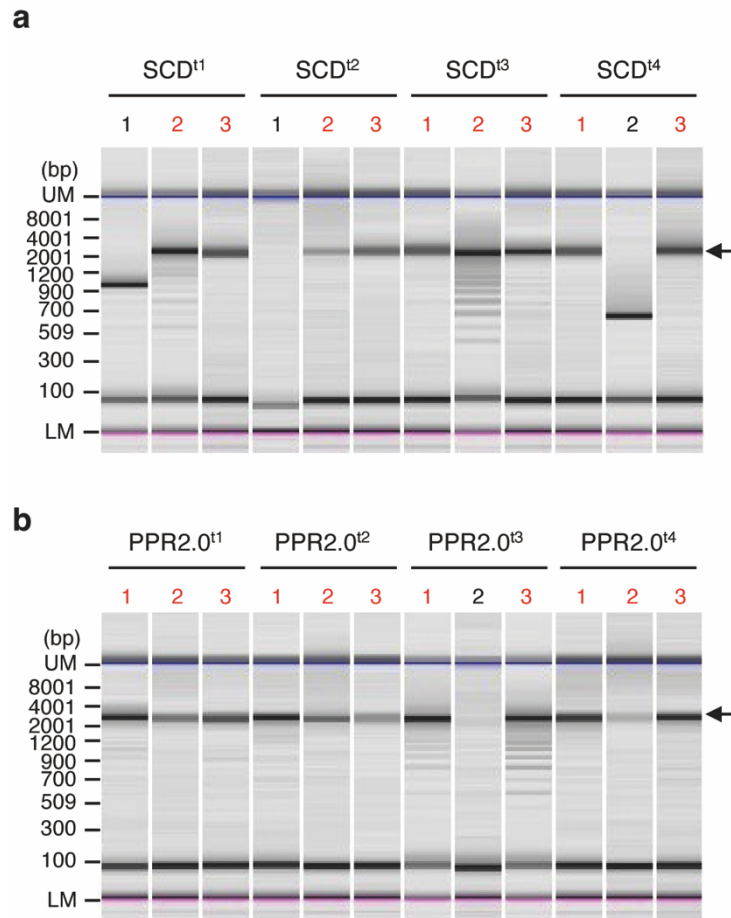 a
SCDt1 SCDt2 SCDt3 SCDt4
1 2 3 1 2 3 1 2 3 1 2 3
(bp)
UM
8001
4001
2001
1200
900
700
509
300
100
LM
b
PPR2.0t1 PPR2.0t2 PPR2.0t3 PPR2.0t4
1 2 3 1 2 3 1 2 3 1 2 3
(bp)
UM
8001
4001
2001
1200
900
700
509
300
100
LM